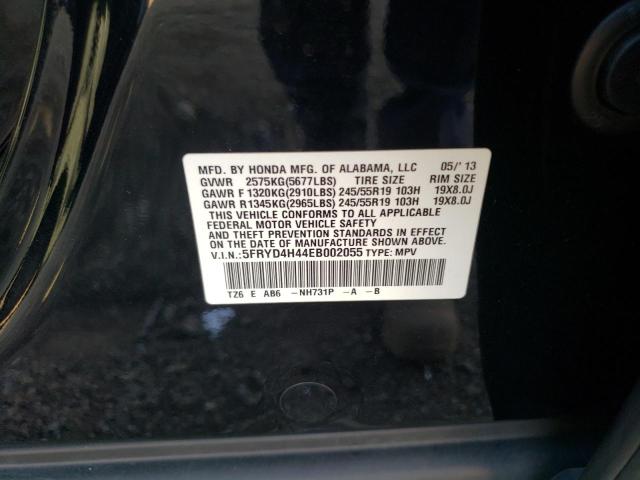 MFD. BY HONDA MFG. OF ALABAMA, LLC 05/'13
GVWR 2575KG(5677LBS) TIRE SIZE RIM SIZE
GAWR F 1320KG(2910LBS) 245/55R19 103H 19X8.0J
GAWR R1345KG(2965LBS) 245/55R19 103H 19X8.0J
THIS VEHICLE CONFORMS TO ALL APPLICABLE
FEDERAL MOTOR VEHICLE SAFETY
AND THEFT PREVENTION STANDARDS IN EFFECT
ON THE DATE OF MANUFACTURE SHOWN ABOVE.
V.I.N.: 5FRYD4H44EB002055 TYPE: MPV
TZ6 E AB6 -NH731P -A -B